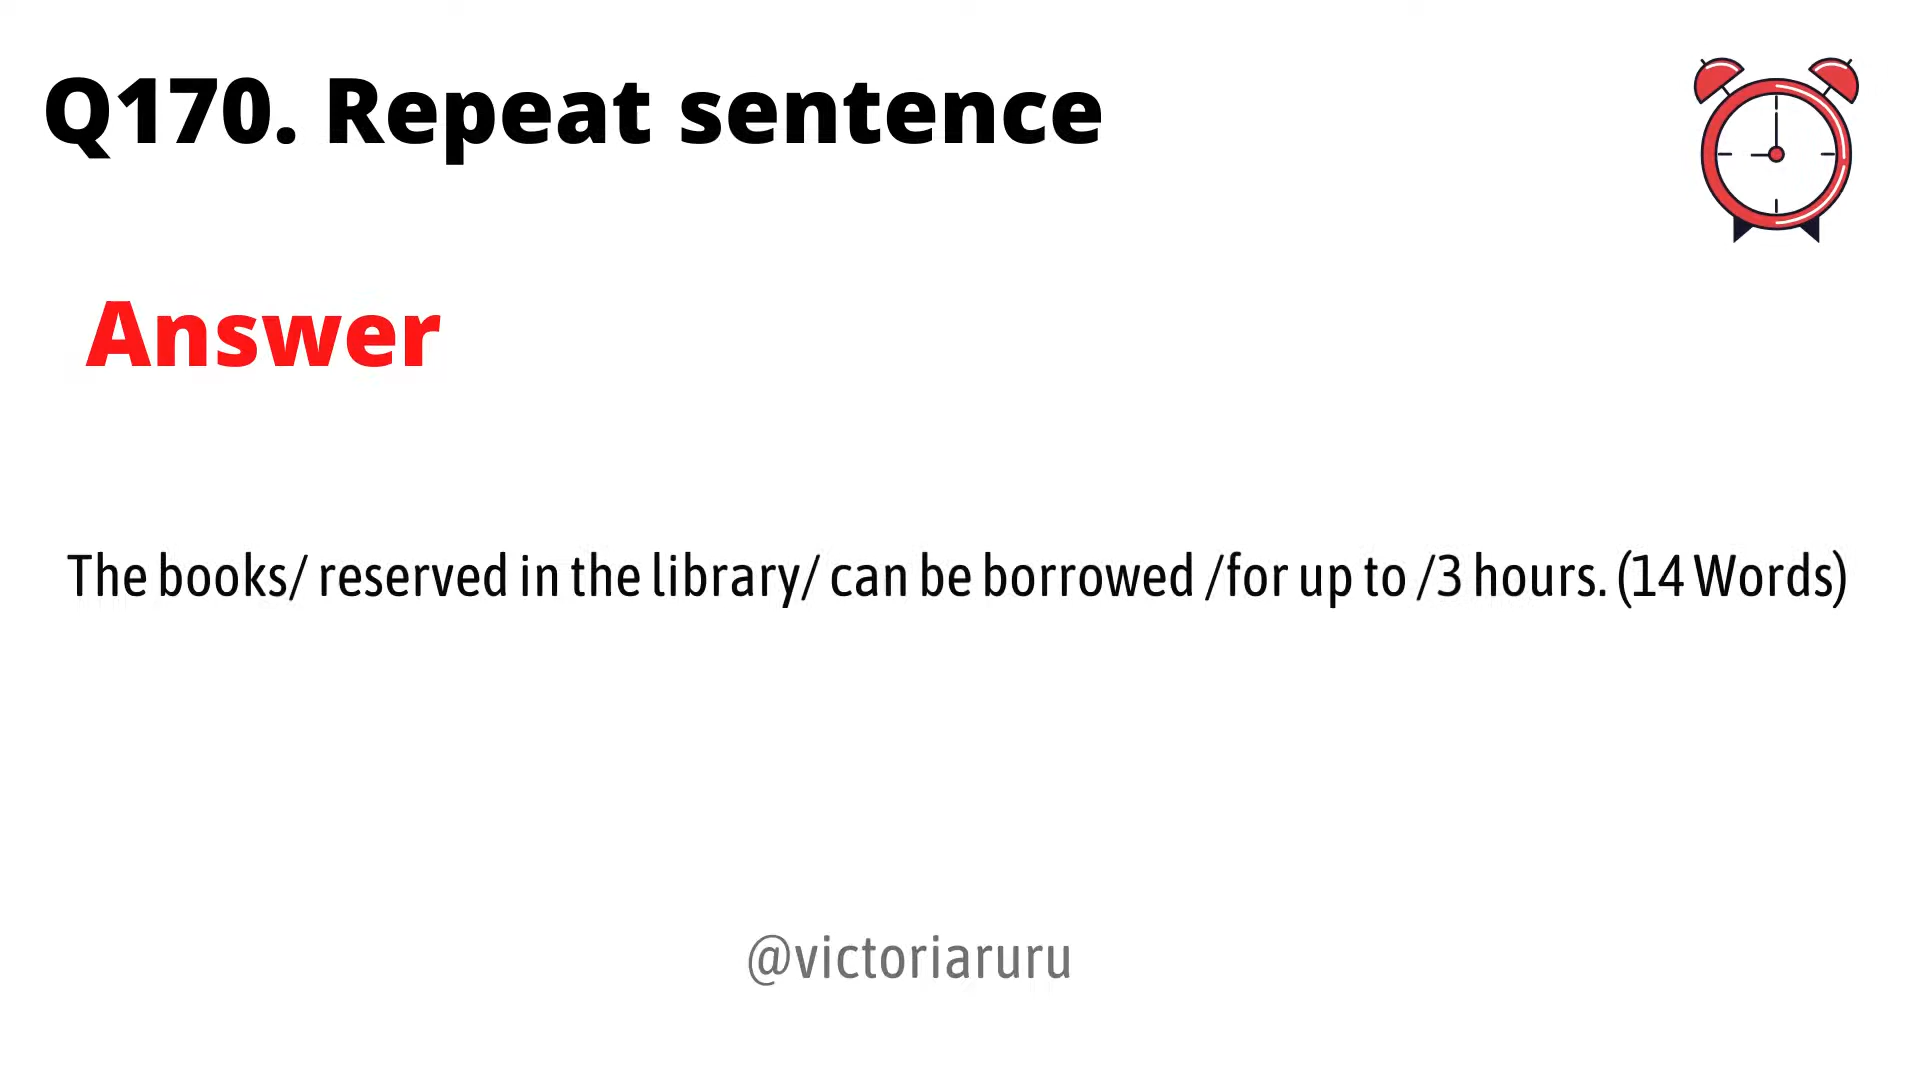 Q170. Repeat sentence
Answer
The books/ reserved in the library/ can be borrowed /for up to /3 hours. (14 Words)
@victoriaruru